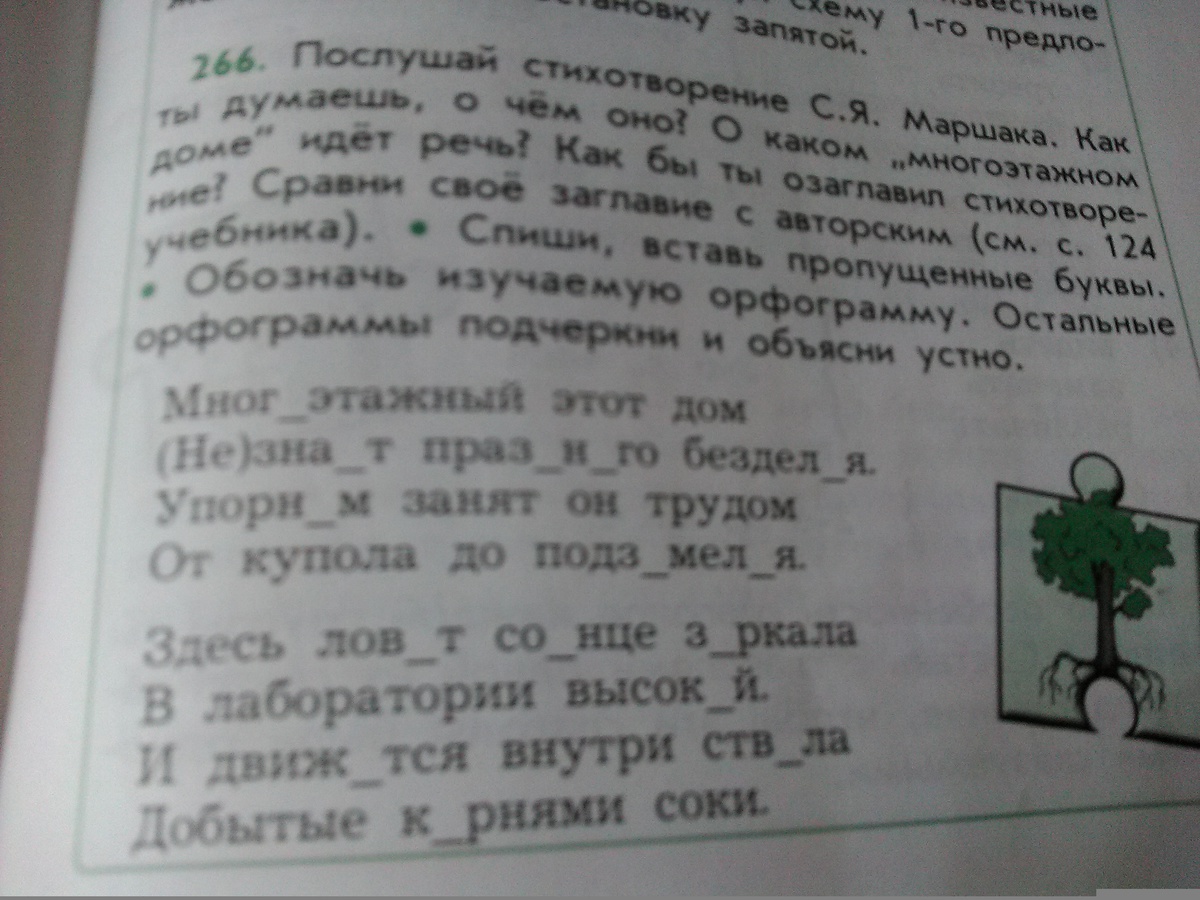 схему 1-го предло-
запятой.
266. Послушай стихотворение С.Я. Маршака. Как
ты думаешь, о чём оно? О каком „многоэтажном
доме“ идёт речь? Как бы ты озаглавил стихотворе-
ние? Сравни своё заглавие с авторским (см. с. 124
учебника). • Спиши, вставь пропущенные буквы.
• Обозначь изучаемую орфограмму. Остальные
орфограммы подчеркни и объясни устно.
Мног_этажный этот дом
(Не)зна_т праз_н_го бездел_я.
Упорн_м занят он трудом
От купола до подз_мел_я.
Здесь лов_т со_нце з_ркала
В лаборатории высок_й.
И движ_тся внутри ств_ла
Добытые к_рнями соки.